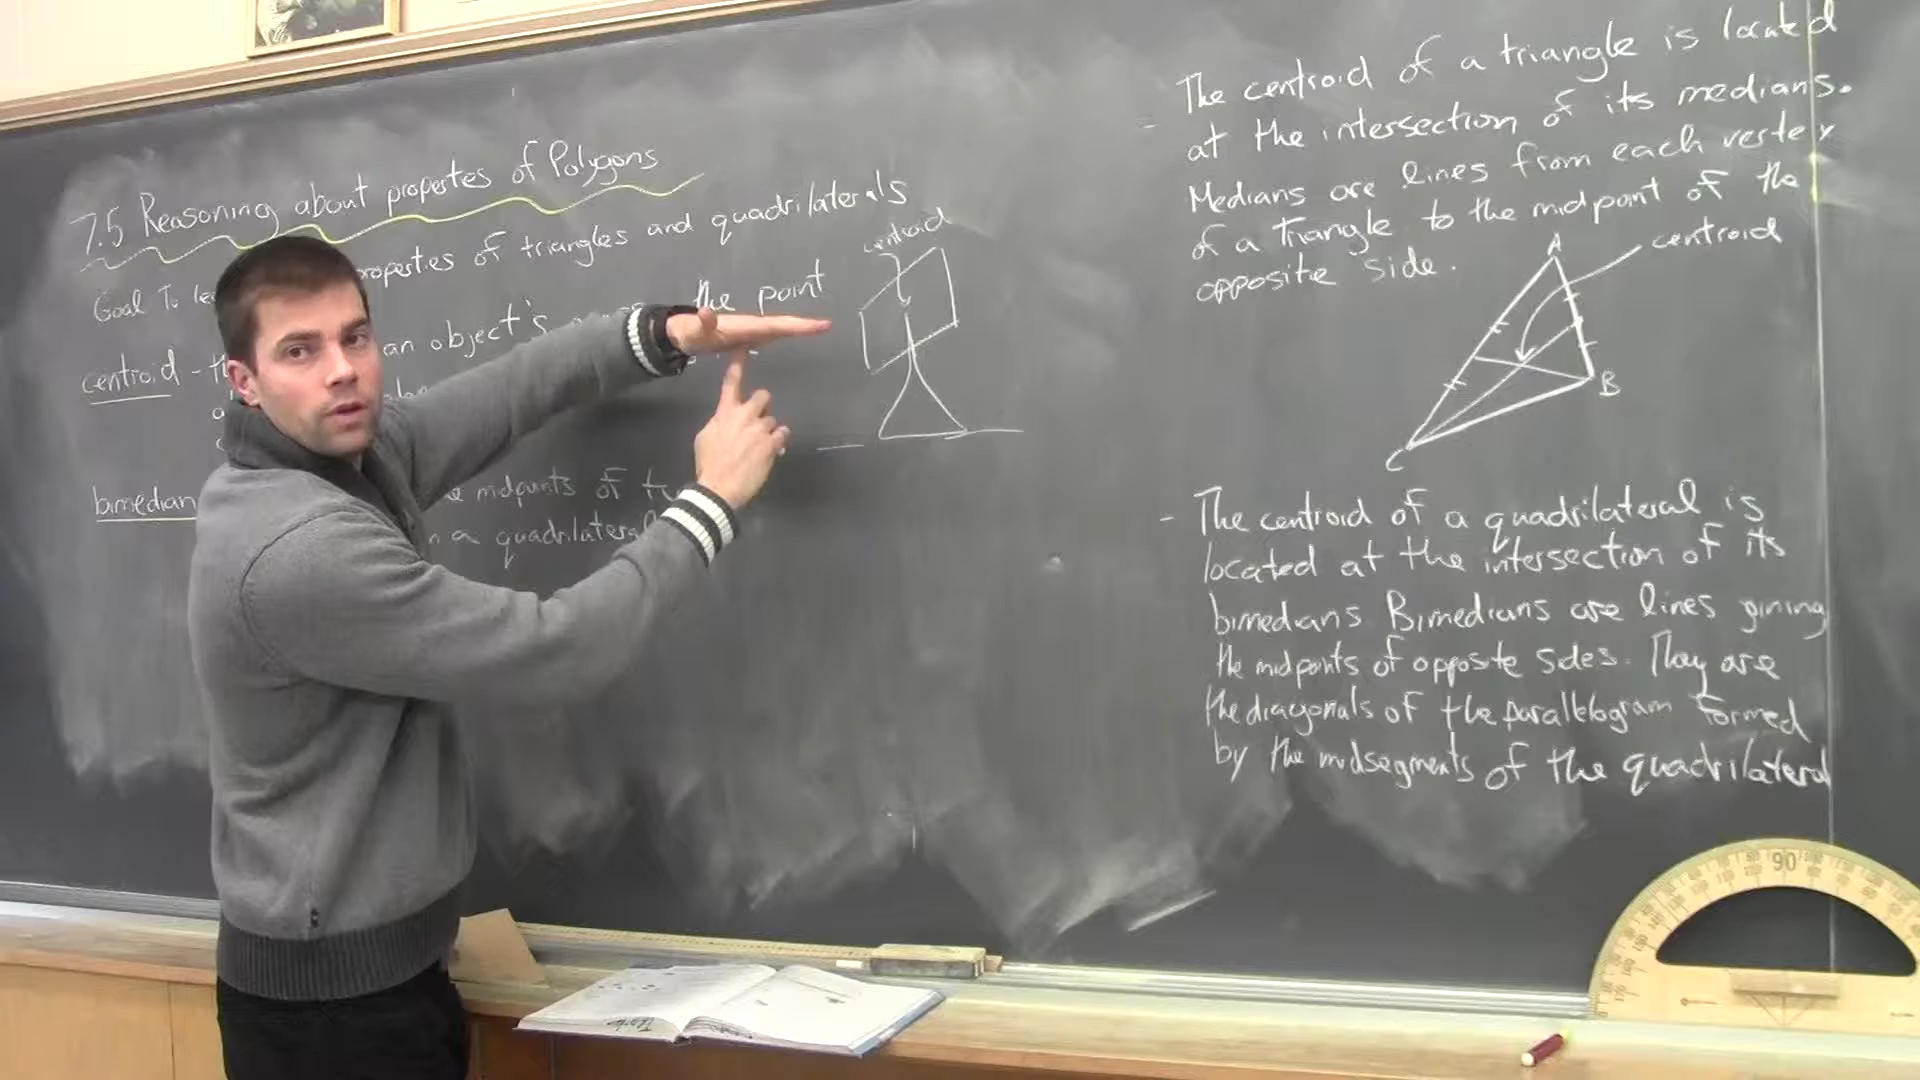 7.5 Reasoning about properties of Polygons
Goal To properties of triangles and quadrilaterals
centroid - an object's the point
bimedian midpoints of
a quadrilateral
centroid
The centroid of a triangle is located
- at the intersection of its medians.
Medians are lines from each vertex
of a triangle to the midpoint of the
opposite side.
centroid
A
B
C
- The centroid of a quadrilateral is
located at the intersection of its
bimedians Bimedians are lines gining
the midpoints of opposite sides. They are
the diagonals of the parallelogram formed
by the midsegments of the quadrilateral
90